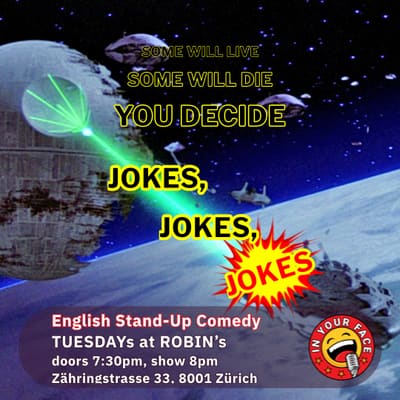 SOME WILL LIVE
SOME WILL DIE
YOU DECIDE
JOKES,
JOKES,
JOKES
English Stand-Up Comedy
TUESDAYs at ROBIN's
doors 7:30pm, show 8pm
Zähringstrasse 33, 8001 Zürich
IN YOUR FACE